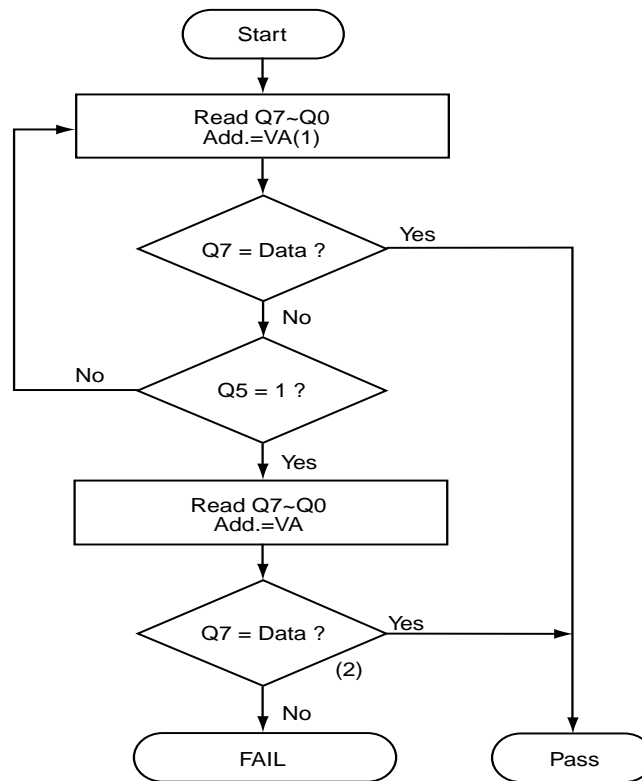 Start
Read Q7~Q0
Add.=VA(1)
Q7 = Data ?
Yes
No
No
Q5 = 1 ?
Yes
Read Q7~Q0
Add.=VA
Q7 = Data ?
Yes
(2)
No
FAIL
Pass